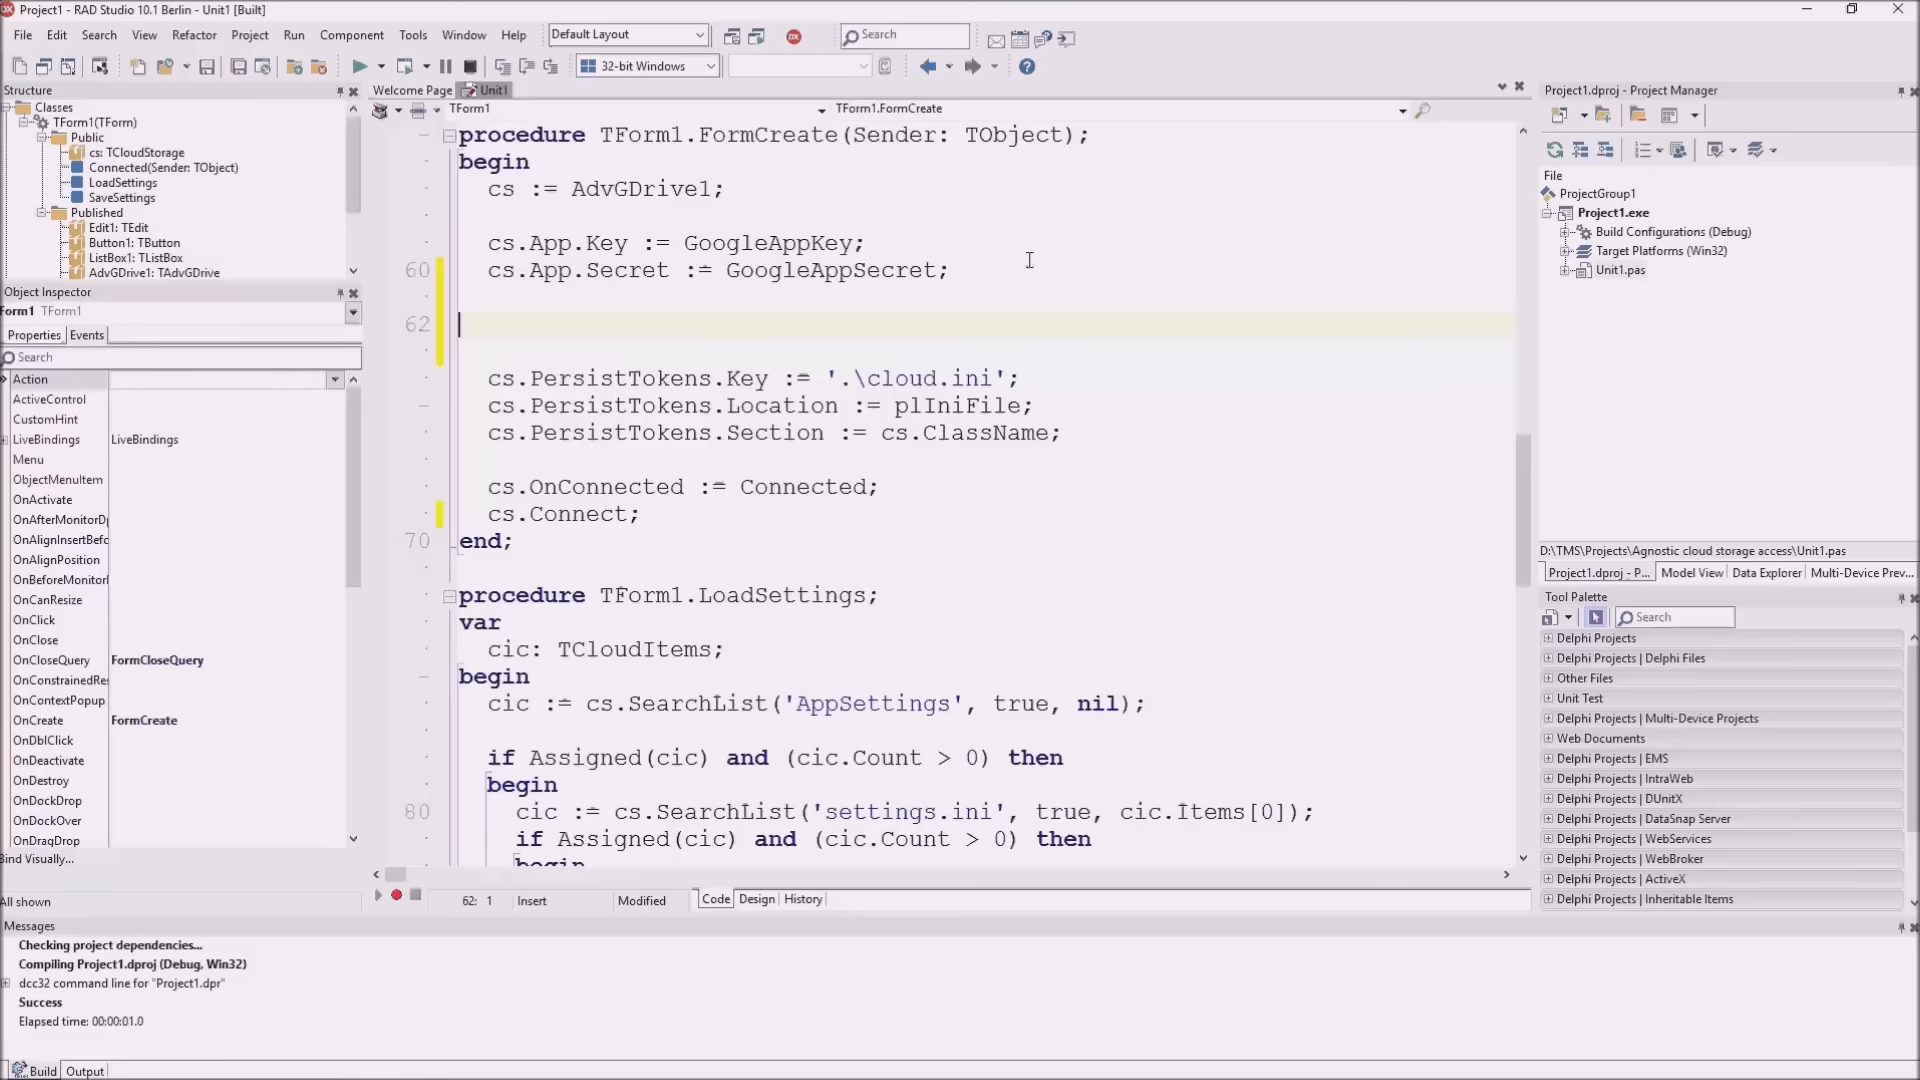 Project1 - RAD Studio 10.1 Berlin - Unit1 [Built]
File Edit Search View Refactor Project Run Component Tools Window Help
Default Layout
Search
32-bit Windows
Structure
Classes
TForm1(TForm)
Public
cs: TCloudStorage
Connected(Sender: TObject)
LoadSettings
SaveSettings
Published
Edit1: TEdit
Button1: TButton
ListBox1: TListBox
AdvGDrive1: TAdvGDrive
Object Inspector
Form1 TForm1
Properties Events
Search
Action
ActiveControl
CustomHint
LiveBindings LiveBindings
Menu
ObjectMenuItem
OnActivate
OnAfterMonitorDp
OnAlignInsertBefo
OnAlignPosition
OnBeforeMonitorI
OnCanResize
OnClick
OnClose
OnCloseQuery FormCloseQuery
OnConstrainedRes
OnContextPopup
OnCreate FormCreate
OnDblClick
OnDeactivate
OnDestroy
OnDockDrop
OnDockOver
OnDragDrop
Bind Visually...
All shown
Welcome Page Unit1
TForm1 TForm1.FormCreate
procedure TForm1.FormCreate(Sender: TObject);
begin
cs := AdvGDrive1;
cs.App.Key := GoogleAppKey;
60 cs.App.Secret := GoogleAppSecret;
62
cs.PersistTokens.Key := '.\cloud.ini';
cs.PersistTokens.Location := plIniFile;
cs.PersistTokens.Section := cs.ClassName;
cs.OnConnected := Connected;
cs.Connect;
70 end;
procedure TForm1.LoadSettings;
var
cic: TCloudItems;
begin
cic := cs.SearchList('AppSettings', true, nil);
if Assigned(cic) and (cic.Count > 0) then
begin
80 cic := cs.SearchList('settings.ini', true, cic.Items[0]);
if Assigned(cic) and (cic.Count > 0) then
begin
62: 1 Insert Modified Code Design History
Project1.dproj - Project Manager
File
ProjectGroup1
Project1.exe
Build Configurations (Debug)
Target Platforms (Win32)
Unit1.pas
D:\TMS\Projects\Agnostic cloud storage access\Unit1.pas
Project1.dproj - P... Model View Data Explorer Multi-Device Prev...
Tool Palette
Search
Delphi Projects
Delphi Projects | Delphi Files
Other Files
Unit Test
Delphi Projects | Multi-Device Projects
Web Documents
Delphi Projects | EMS
Delphi Projects | IntraWeb
Delphi Projects | DUnitX
Delphi Projects | DataSnap Server
Delphi Projects | WebServices
Delphi Projects | WebBroker
Delphi Projects | ActiveX
Delphi Projects | Inheritable Items
Messages
Checking project dependencies...
Compiling Project1.dproj (Debug, Win32)
dcc32 command line for "Project1.dpr"
Success
Elapsed time: 00:00:01.0
Build Output